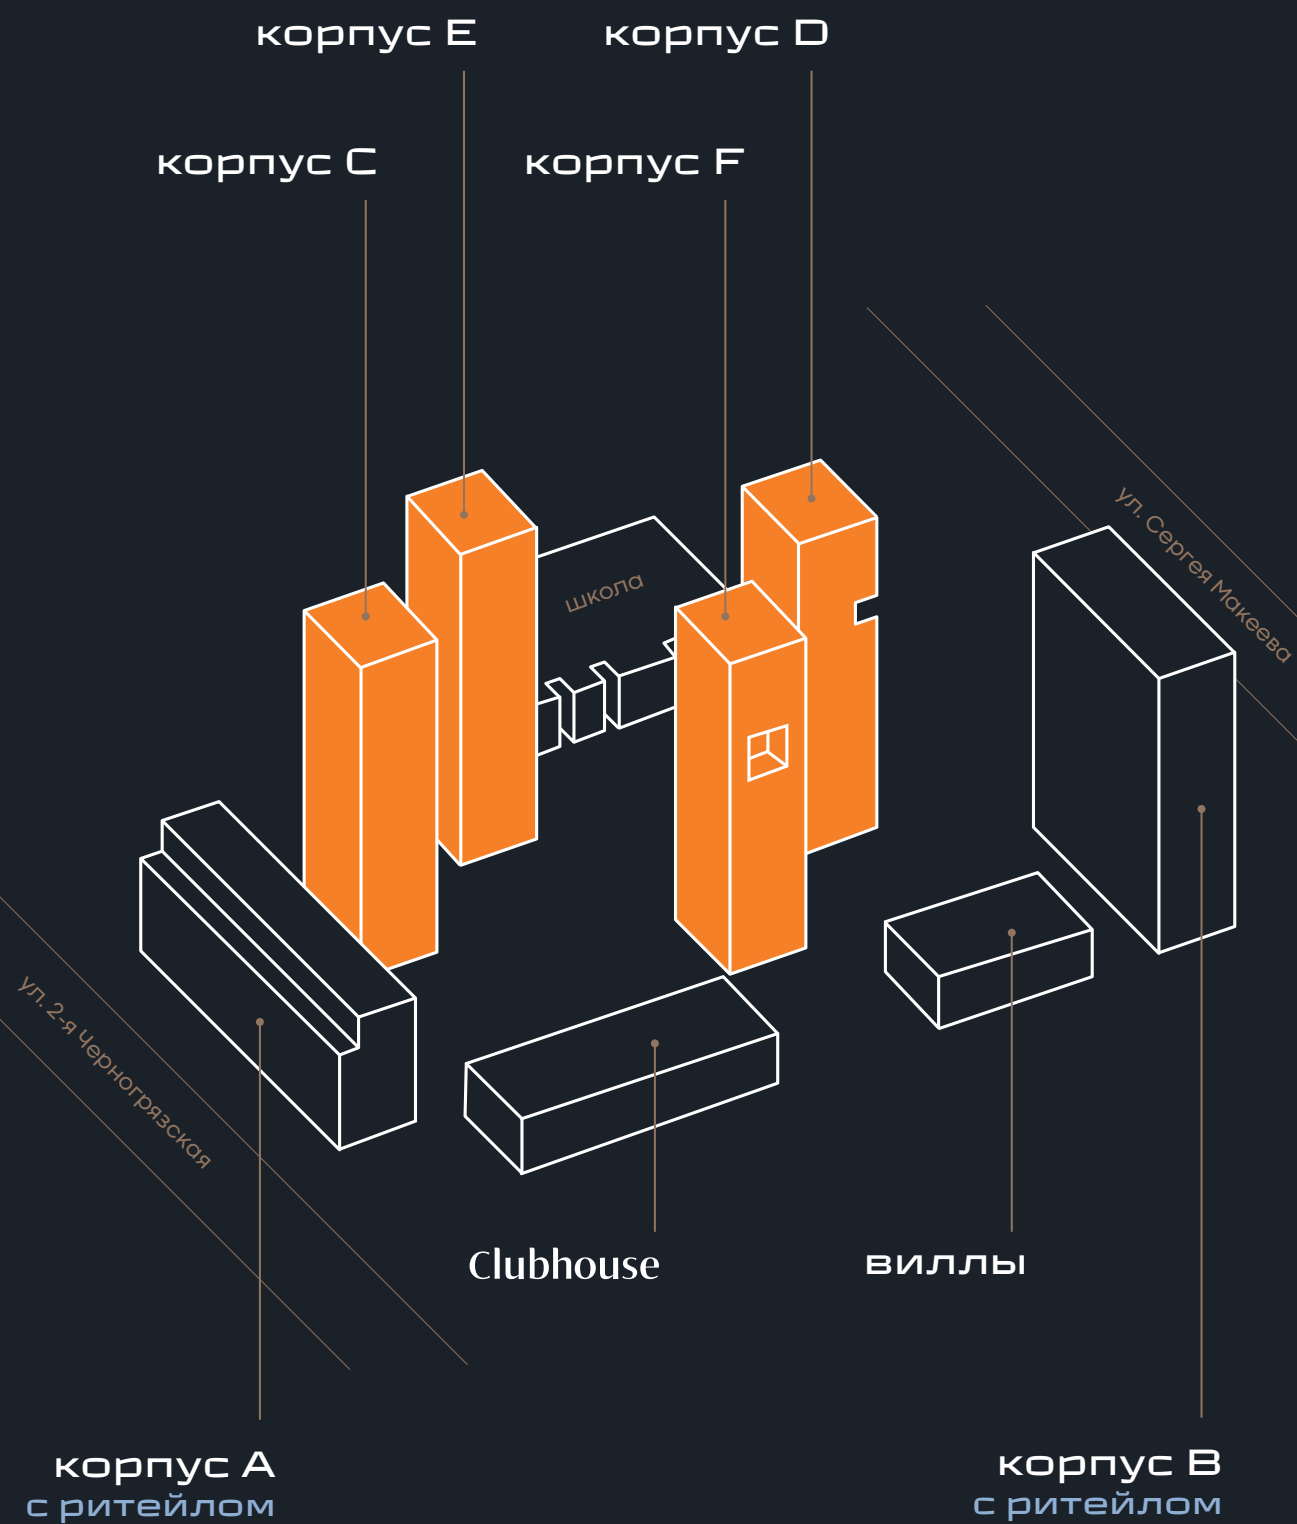 корпус E
корпус D
корпус C
корпус F
ул. Сергея Макеева
школа
ул. 2-я Черногрязская
Clubhouse
виллы
корпус A
с ритейлом
корпус B
с ритейлом